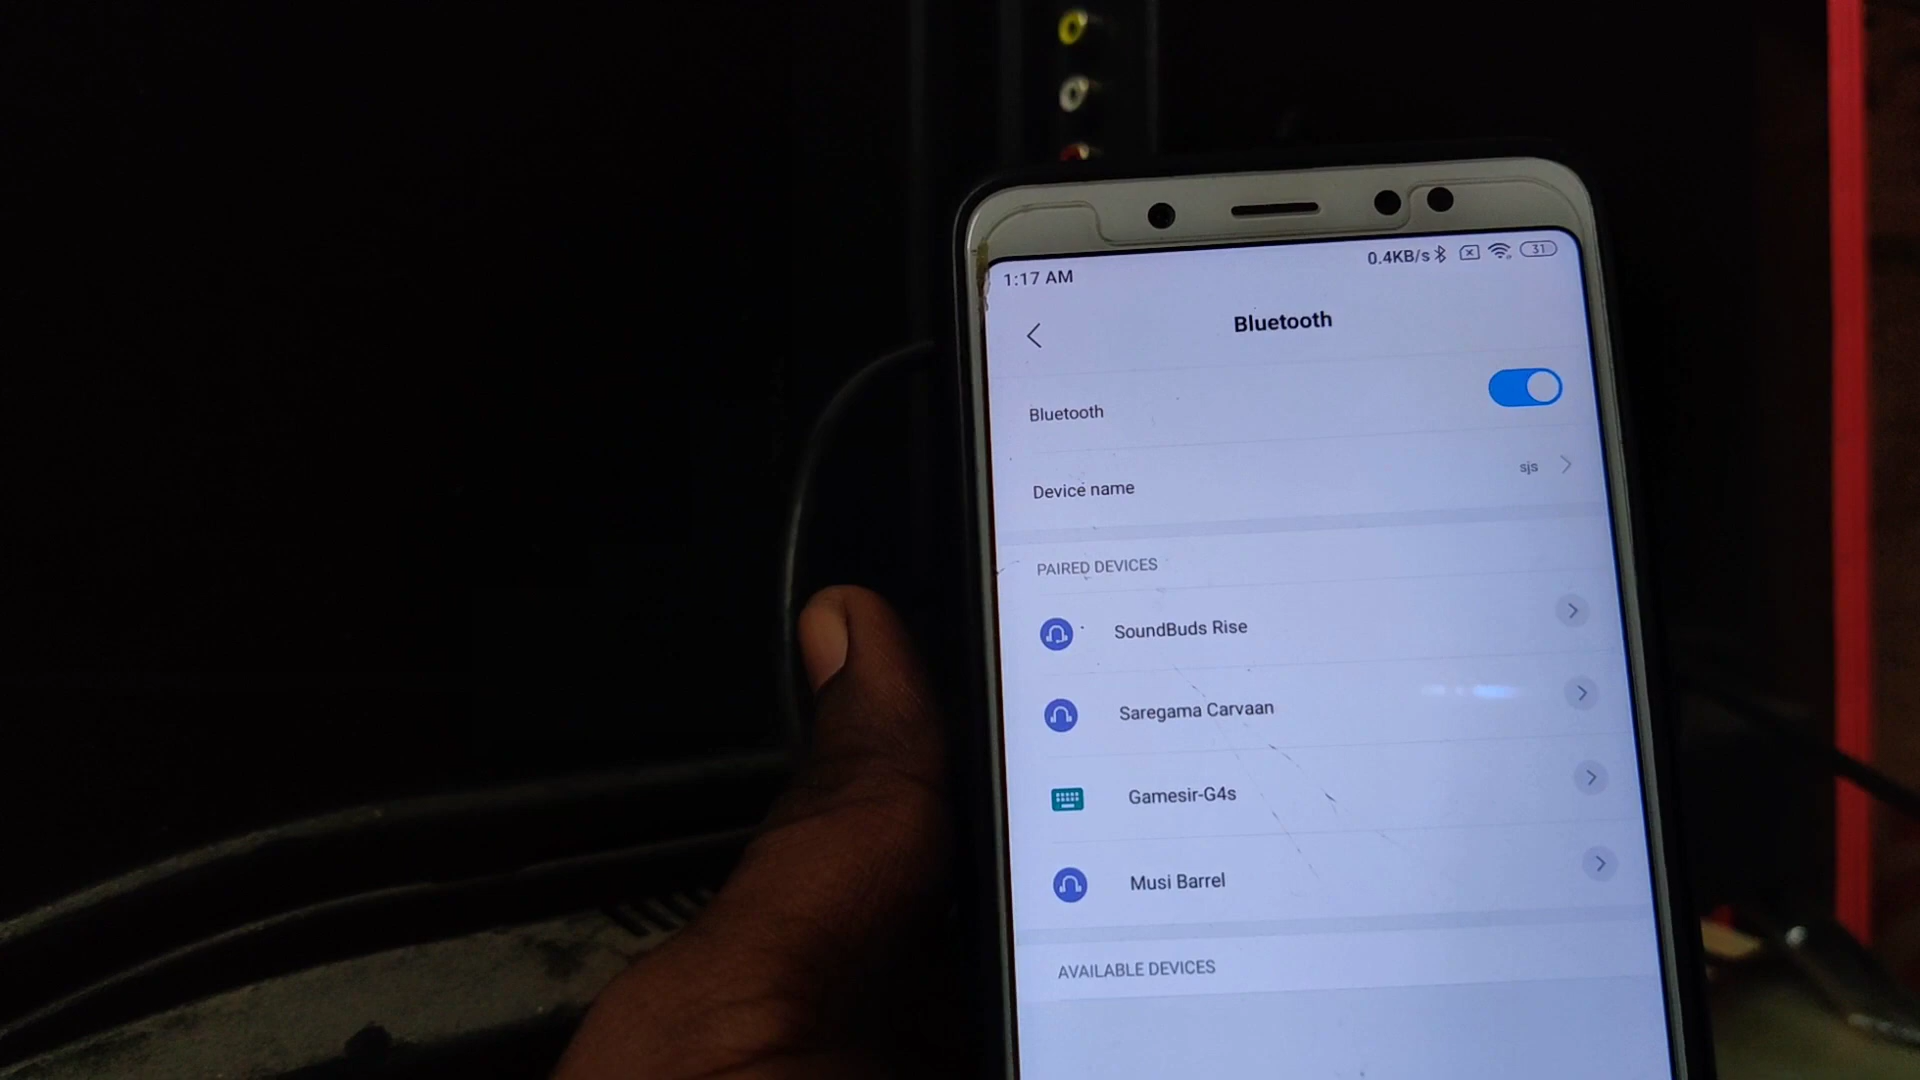 1:17 AM 0.4KB/s 31
Bluetooth
Bluetooth
Device name sjs
PAIRED DEVICES
SoundBuds Rise
Saregama Carvaan
Gamesir-G4s
Musi Barrel
AVAILABLE DEVICES